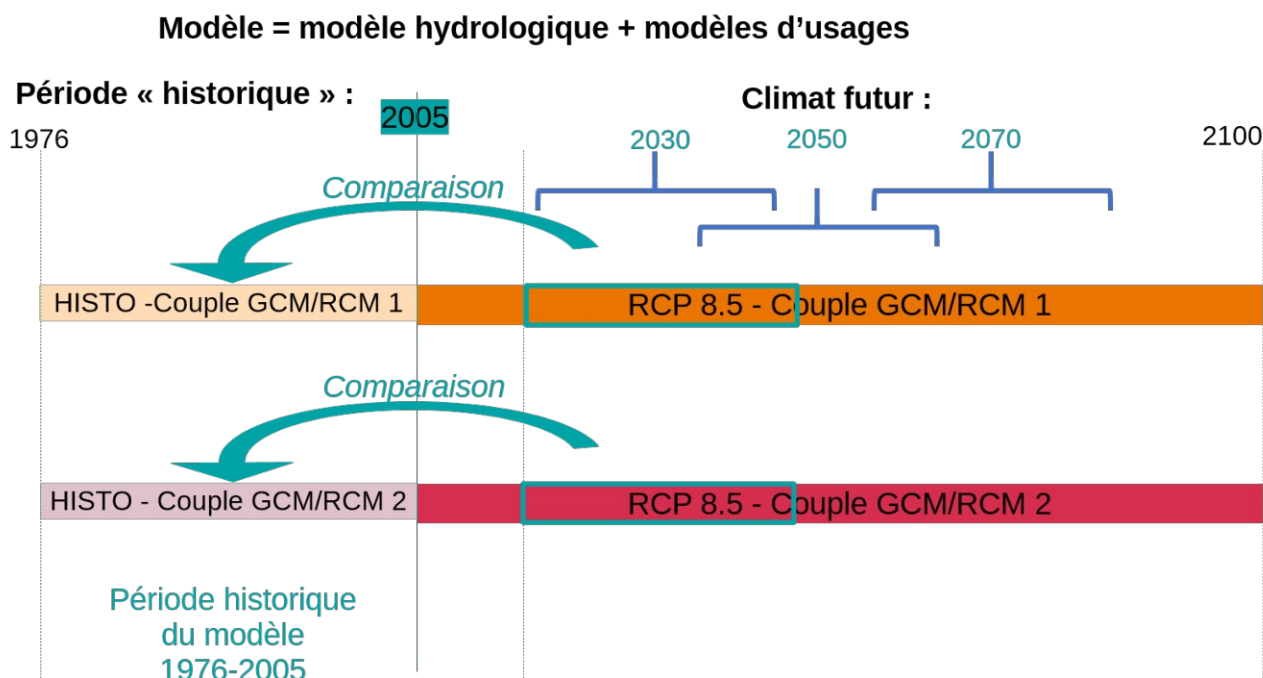 Modèle = modèle hydrologique + modèles d’usages
Période « historique » :
Climat futur :
1976
2005
2030
2050
2070
2100
Comparaison
HISTO -Couple GCM/RCM 1
RCP 8.5 - Couple GCM/RCM 1
Comparaison
HISTO - Couple GCM/RCM 2
RCP 8.5 - Couple GCM/RCM 2
Période historique
du modèle
1976-2005